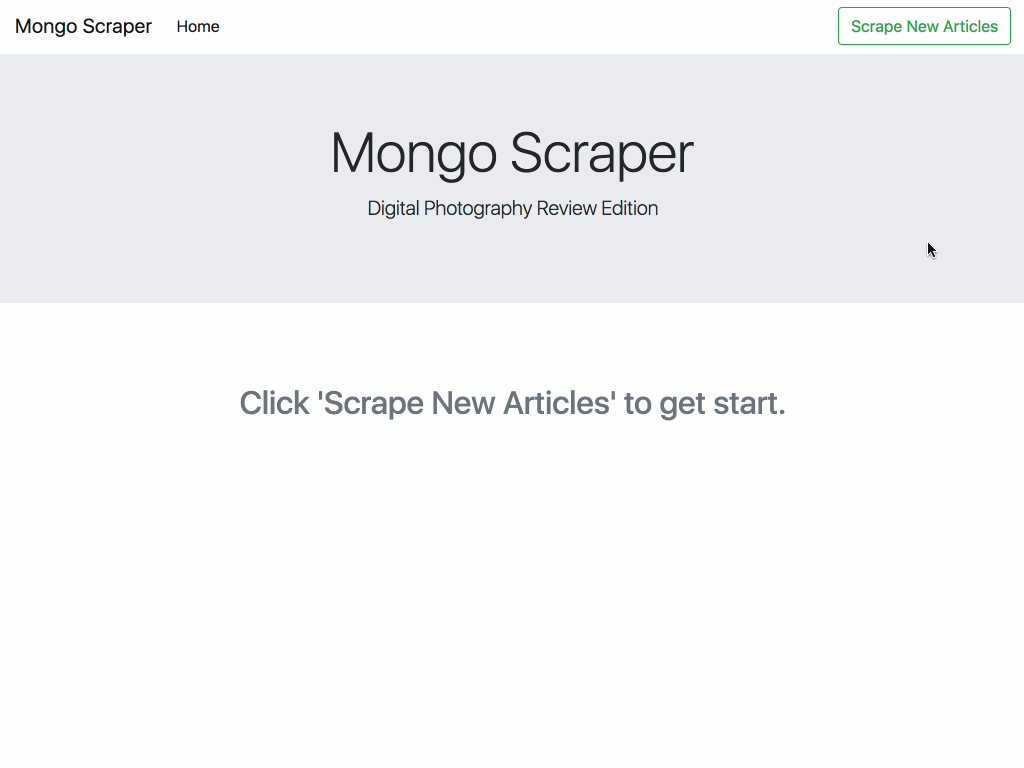 Mongo Scraper Home Scrape New Articles
Mongo Scraper
Digital Photography Review Edition
Click 'Scrape New Articles' to get start.